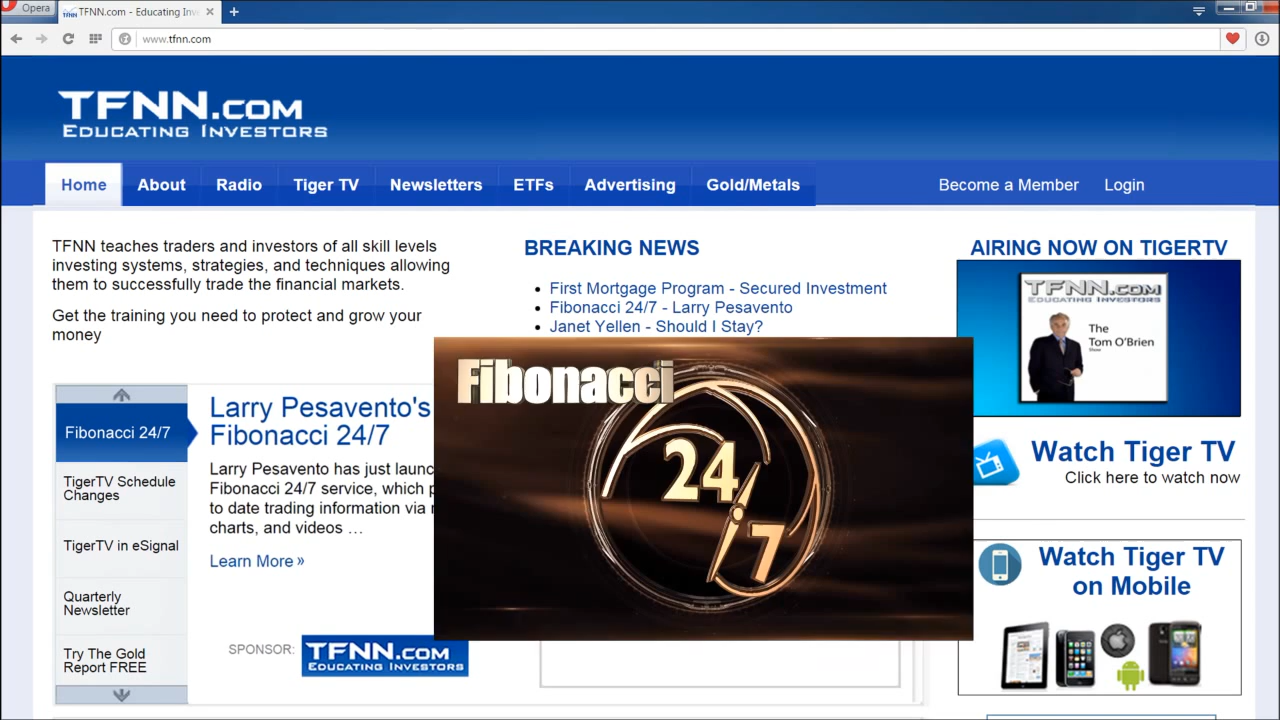 Opera
TFNN.com - Educating Inv
www.tfnn.com
TFNN.com
Educating Investors
Home
About
Radio
Tiger TV
Newsletters
ETFs
Advertising
Gold/Metals
Become a Member
Login
TFNN teaches traders and investors of all skill levels
investing systems, strategies, and techniques allowing
them to successfully trade the financial markets.
Get the training you need to protect and grow your
money
BREAKING NEWS
First Mortgage Program - Secured Investment
Fibonacci 24/7 - Larry Pesavento
Janet Yellen - Should I Stay?
AIRING NOW ON TIGERTV
TFNN.com
Educating Investors
The
Tom O'Brien
Show
Fibonacci 24/7
TigerTV Schedule
Changes
TigerTV in eSignal
Quarterly
Newsletter
Try The Gold
Report FREE
Larry Pesavento's
Fibonacci 24/7
Larry Pesavento has just launc
Fibonacci 24/7 service, which p
to date trading information via
charts, and videos …
Learn More »
SPONSOR:
TFNN.com
Educating Investors
Fibonacci
24
7
Watch Tiger TV
Click here to watch now
Watch Tiger TV
on Mobile